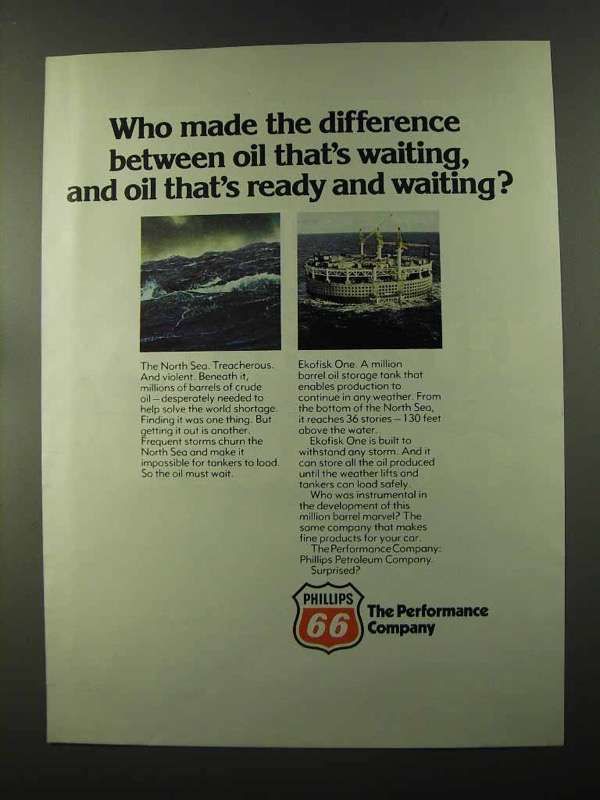 Who made the difference
between oil that's waiting,
and oil that's ready and waiting?
The North Sea. Treacherous.
And violent. Beneath it,
millions of barrels of crude
oil — desperately needed to
help solve the world shortage.
Finding it was one thing. But
getting it out is another.
Frequent storms churn the
North Sea and make it
impossible for tankers to load.
So the oil must wait.
Ekofisk One. A million
barrel oil storage tank that
enables production to
continue in any weather. From
the bottom of the North Sea,
it reaches 36 stories — 130 feet
above the water.
Ekofisk One is built to
withstand any storm. And it
can store all the oil produced
until the weather lifts and
tankers can load safely.
Who was instrumental in
the development of this
million barrel marvel? The
same company that makes
fine products for your car.
The Performance Company:
Phillips Petroleum Company.
Surprised?
PHILLIPS
66
The Performance
Company